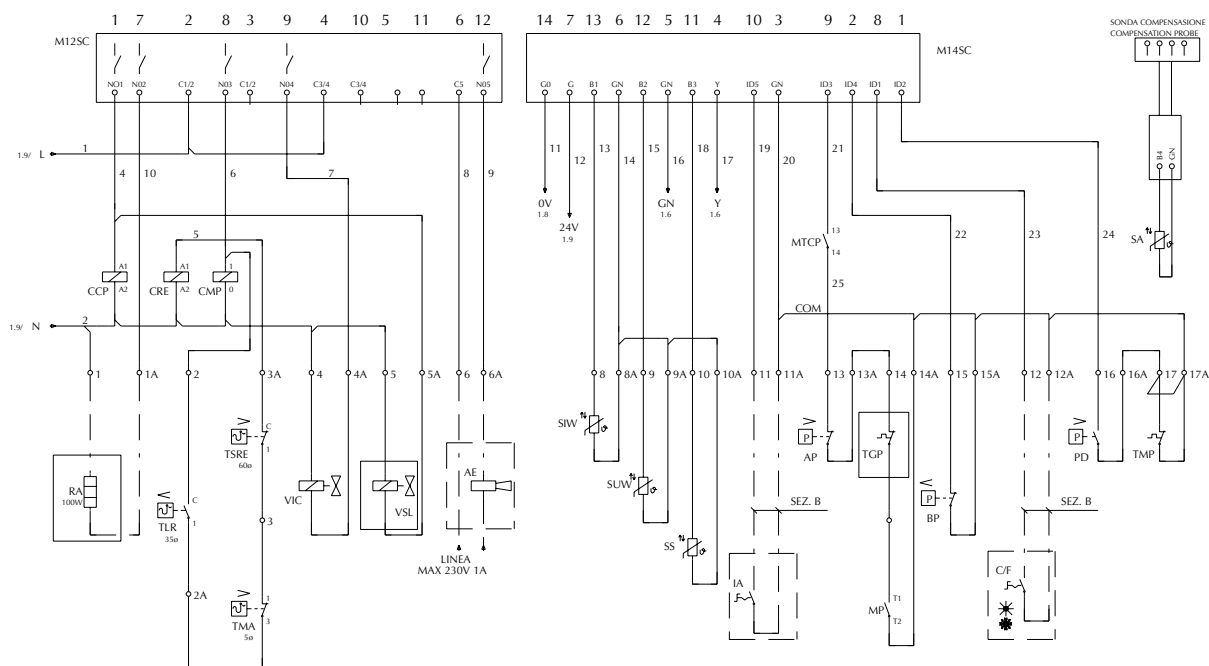 1 7 2 8 3 9 4 10 5 11 6 12 14 7 13 6 12 5 11 4 10 3 9 2 8 1
SONDA COMPENSASIONE
COMPENSATION PROBE
M12SC M14SC
NO1 N02 C1/2 N03 C1/2 N04 C3/4 C3/4 C5 N05 G0 G B1 GN B2 GN B3 Y ID5 GN ID3 ID4 ID1 ID2
1.9/ L 1 11 13 15 18 19 21
12 14 16 17 20
B4 GN
4 10 6 7 8 9
0V GN Y
1.8 1.6 1.6
24V
1.9
5 MTCP 13 14 22 23 24 SA
A1 A1 1
CCP CRE CMP
A2 A2 0
25
COM
1.9/ N 2
1 1A 2 3A 4 4A 5 5A 6 6A 8 8A 9 9A 10 10A 11 11A 13 13A 14 14A 15 15A 12 12A 16 16A 17 17A
C
TSRE 1
60ø
SIW
P P
AP TGP PD TMP
RA
100W
C
TLR 1
35ø
VIC VSL AE
SUW
P
BP
SEZ. B SEZ. B
3
SS
LINEA
MAX 230V 1A
IA C/F
2A
1
TMA 3
5ø
MP T1
T2